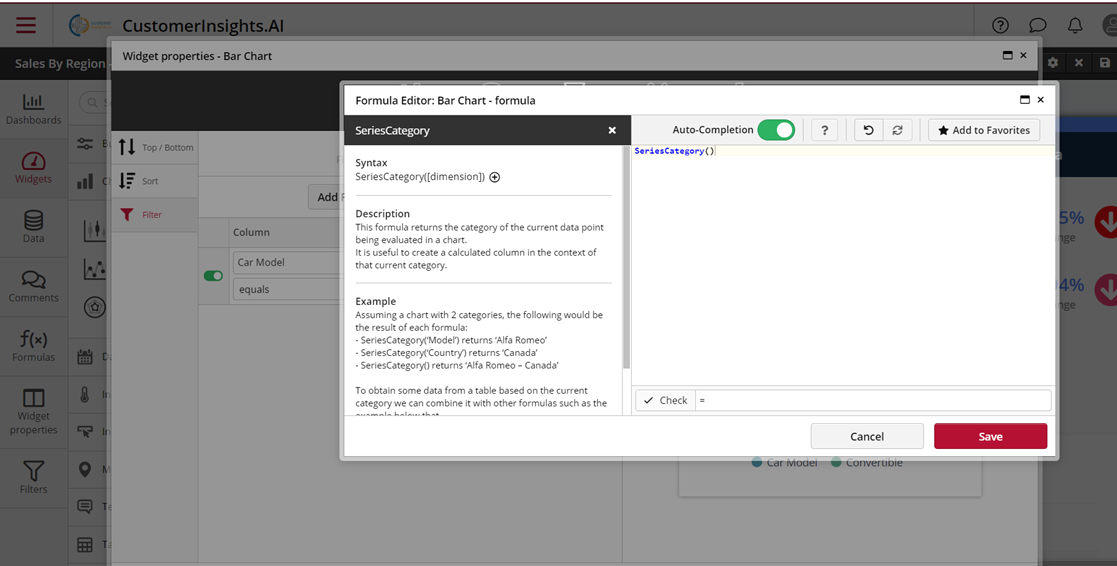 CustomerInsights.AI
Sales By Region -
Widget properties - Bar Chart
Dashboards
Widgets
Data
Comments
Formulas
Widget
properties
Filters
Top / Bottom
Sort
Filter
Add
Column
Car Model
equals
Formula Editor: Bar Chart - formula
SeriesCategory
Syntax
SeriesCategory([dimension])
Description
This formula returns the category of the current data point
being evaluated in a chart.
It is useful to create a calculated column in the context of
that current category.
Example
Assuming a chart with 2 categories, the following would be
the result of each formula:
- SeriesCategory(‘Model’) returns ‘Alfa Romeo’
- SeriesCategory(‘Country’) returns ‘Canada’
- SeriesCategory() returns ‘Alfa Romeo – Canada’
To obtain some data from a table based on the current
category we can combine it with other formulas such as the
example below that
Auto-Completion
?
Add to Favorites
SeriesCategory()
Check
=
Cancel
Save
5%
4%
Car Model
Convertible